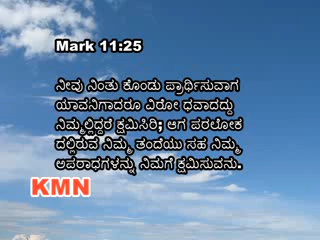 Mark 11:25
ನೀವು ನಿಂತು ಕೊಂಡು ಪ್ರಾರ್ಥಿಸುವಾಗ
ಯಾವನಿಗಾದರೂ ವಿರೋ ಧವಾದದ್ದು
ನಿಮ್ಮಲ್ಲಿದ್ದರೆ ಕ್ಷಮಿಸಿರಿ; ಆಗ ಪರಲೋಕ
ದಲ್ಲಿರುವ ನಿಮ್ಮ ತಂದೆಯು ಸಹ ನಿಮ್ಮ
ಅಪರಾಧಗಳನ್ನು ನಿಮಗೆ ಕ್ಷಮಿಸುವನು.
KMN